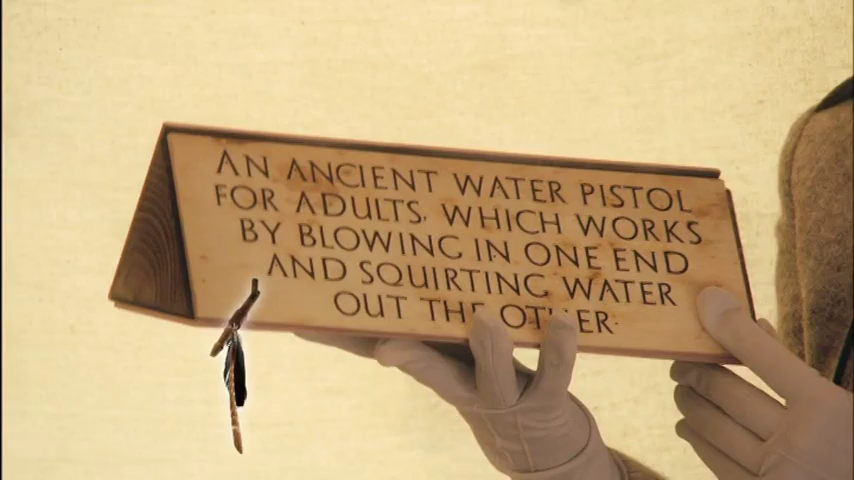 AN ANCIENT WATER PISTOL
FOR ADULTS, WHICH WORKS
BY BLOWING IN ONE END
AND SQUIRTING WATER
OUT THE OTHER.